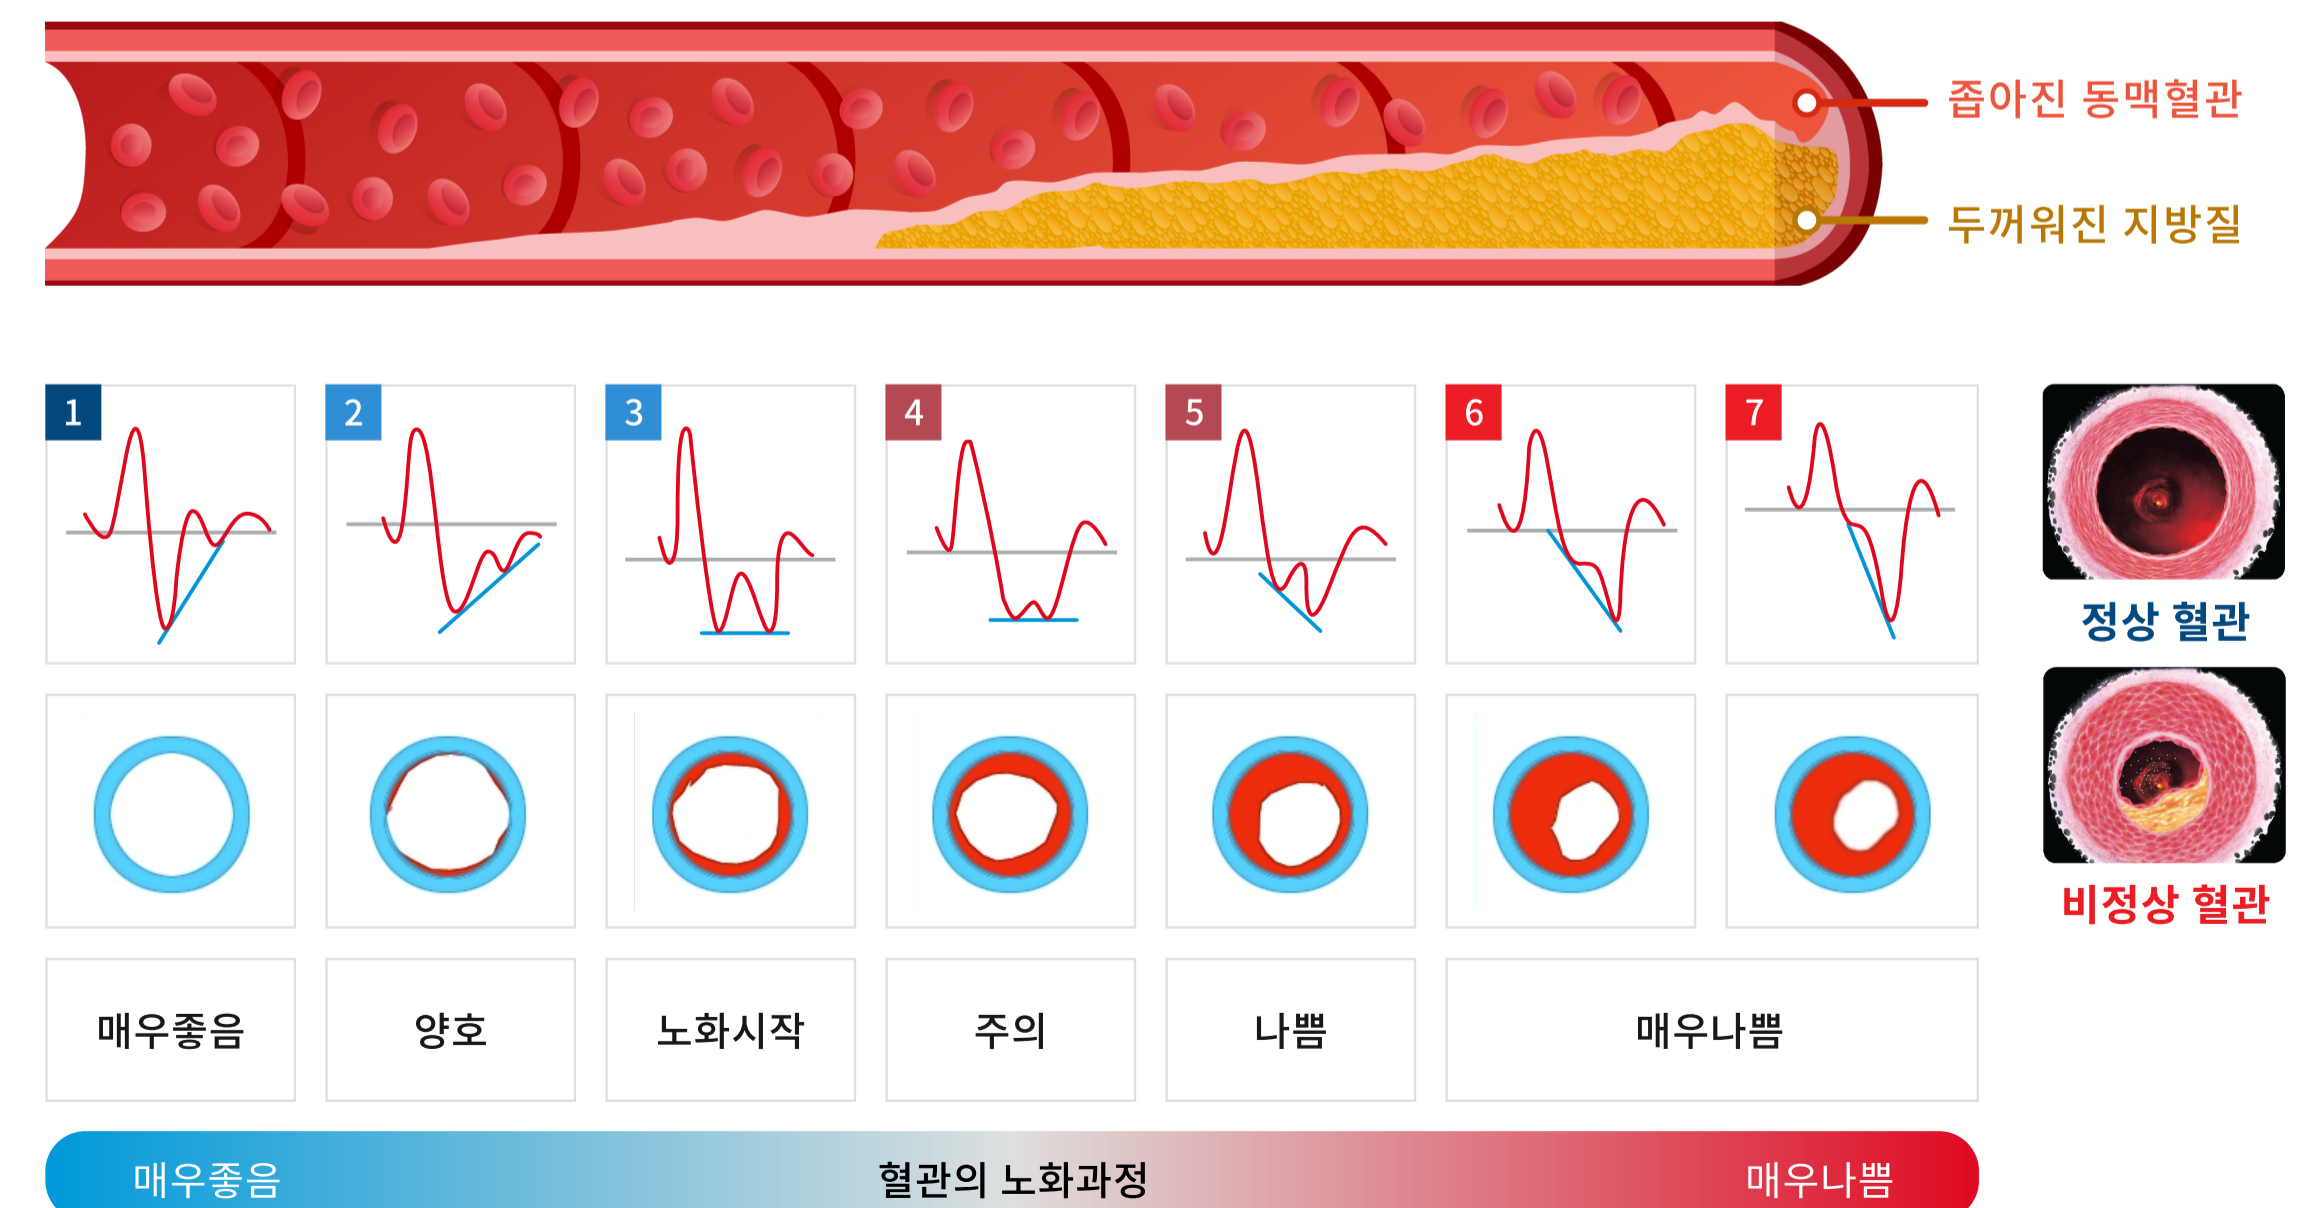 좁아진 동맥혈관
두꺼워진 지방질
1
2
3
4
5
6
7
정상 혈관
비정상 혈관
매우좋음
양호
노화시작
주의
나쁨
매우나쁨
매우좋음
혈관의 노화과정
매우나쁨